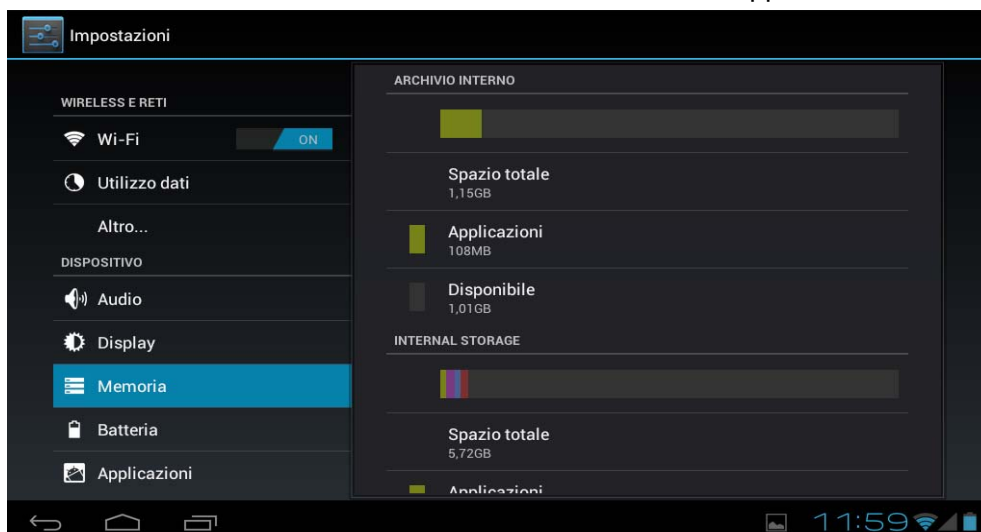 Impostazioni
WIRELESS E RETI
Wi-Fi
ON
Utilizzo dati
Altro...
DISPOSITIVO
Audio
Display
Memoria
Batteria
Applicazioni
ARCHIVIO INTERNO
Spazio totale
1,15GB
Applicazioni
108MB
Disponibile
1,01GB
INTERNAL STORAGE
Spazio totale
5,72GB
Applicazioni
11:59